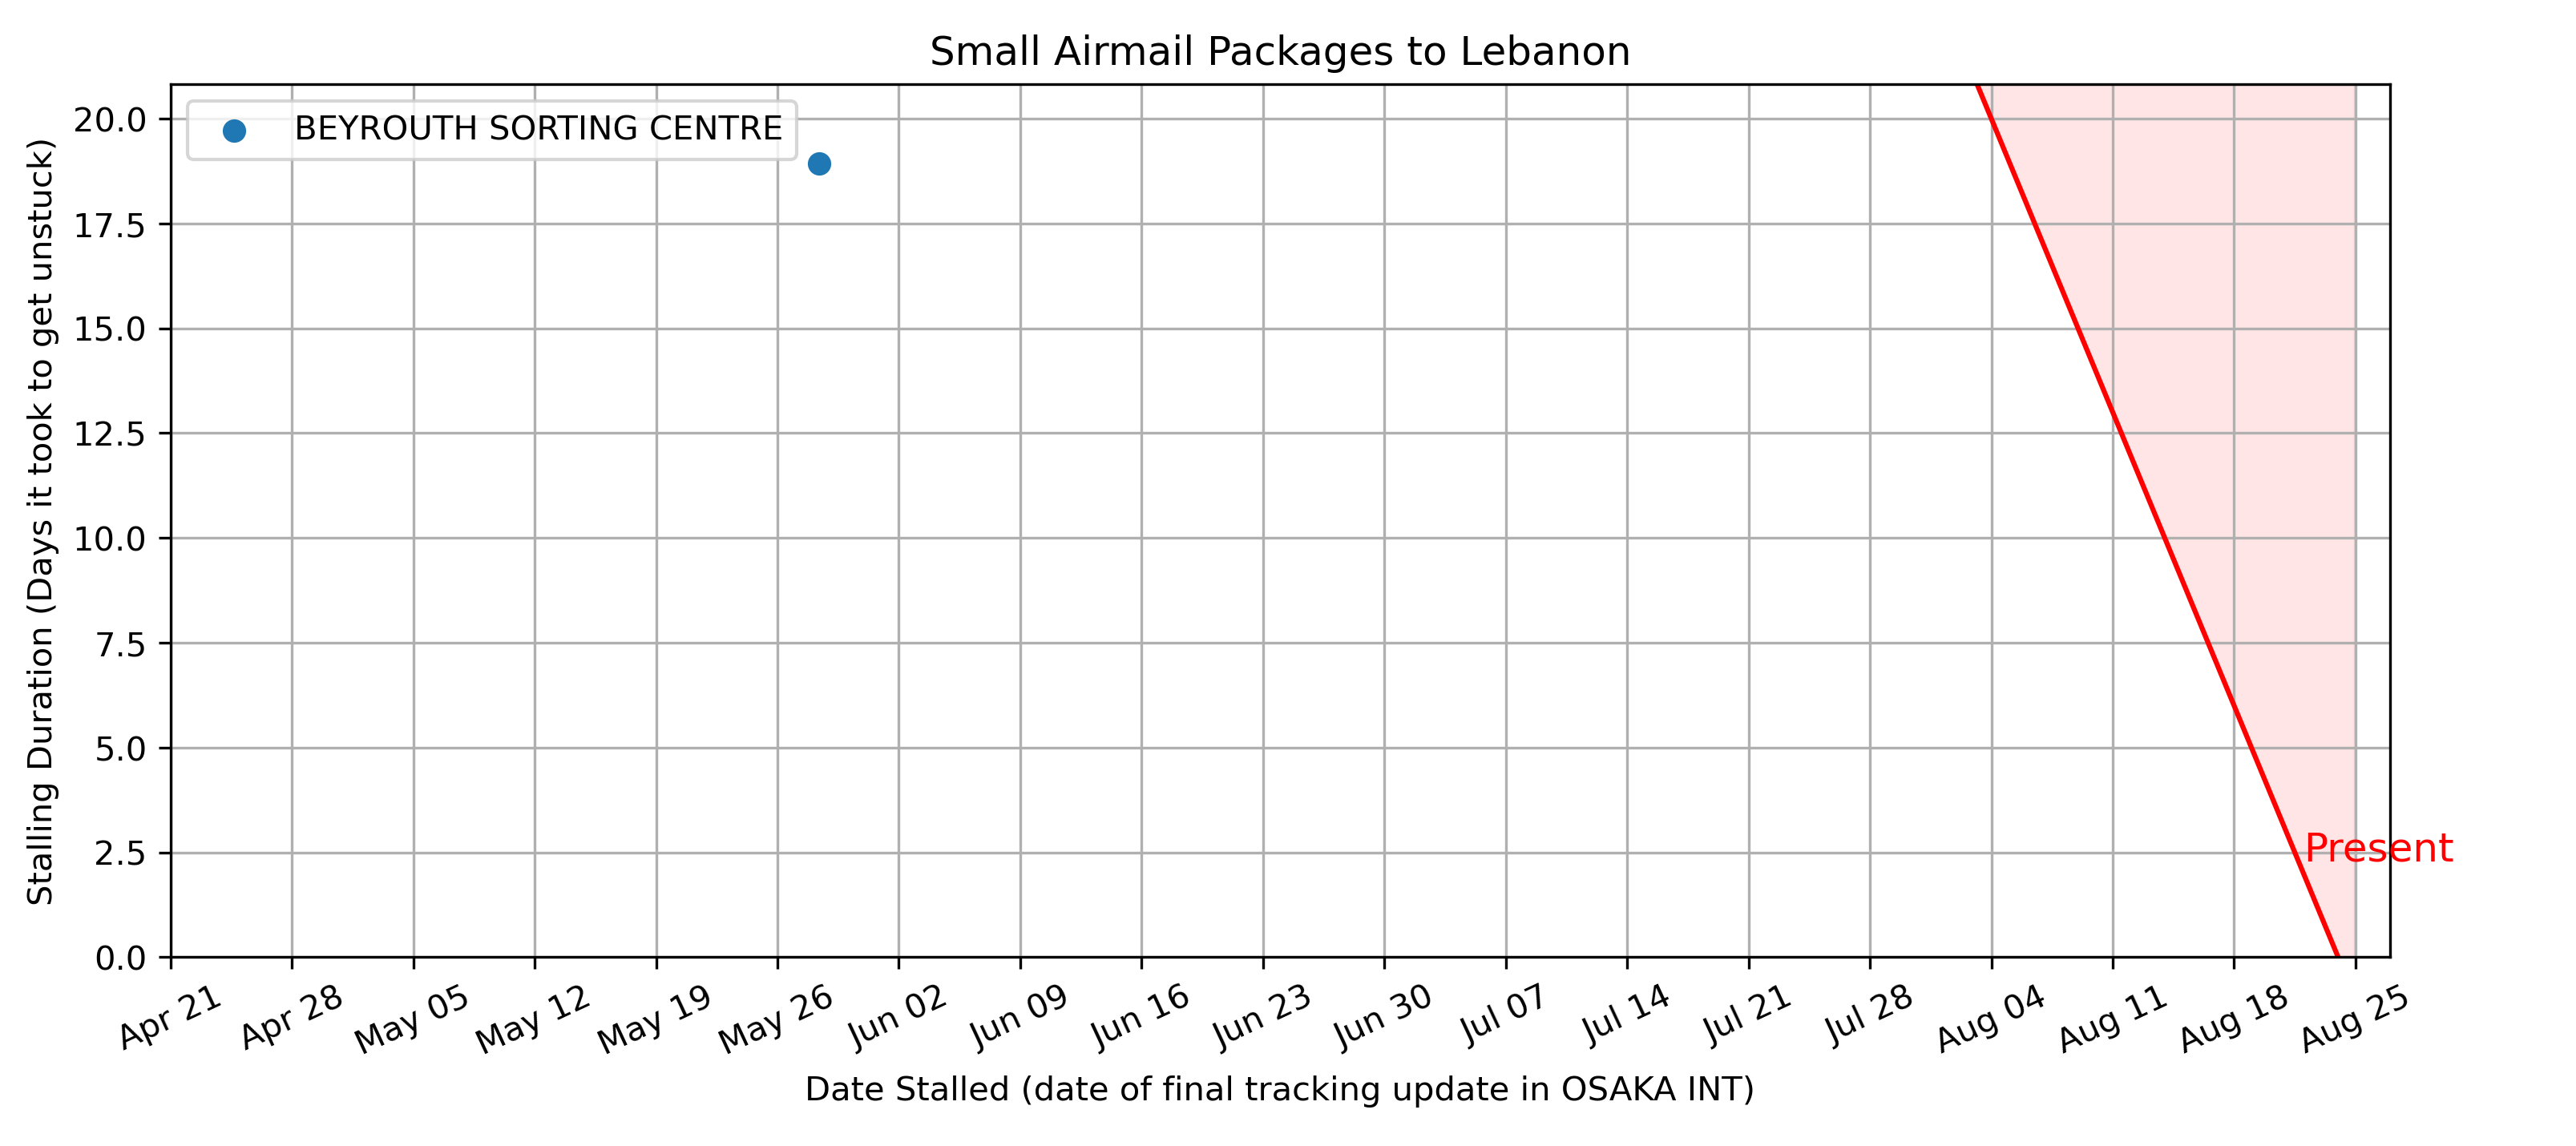 Small Airmail Packages to Lebanon
BEYROUTH SORTING CENTRE
Stalling Duration (Days it took to get unstuck)
20.0
17.5
15.0
12.5
10.0
7.5
5.0
2.5
0.0
Present
Apr 21
Apr 28
May 05
May 12
May 19
May 26
Jun 02
Jun 09
Jun 16
Jun 23
Jun 30
Jul 07
Jul 14
Jul 21
Jul 28
Aug 04
Aug 11
Aug 18
Aug 25
Date Stalled (date of final tracking update in OSAKA INT)